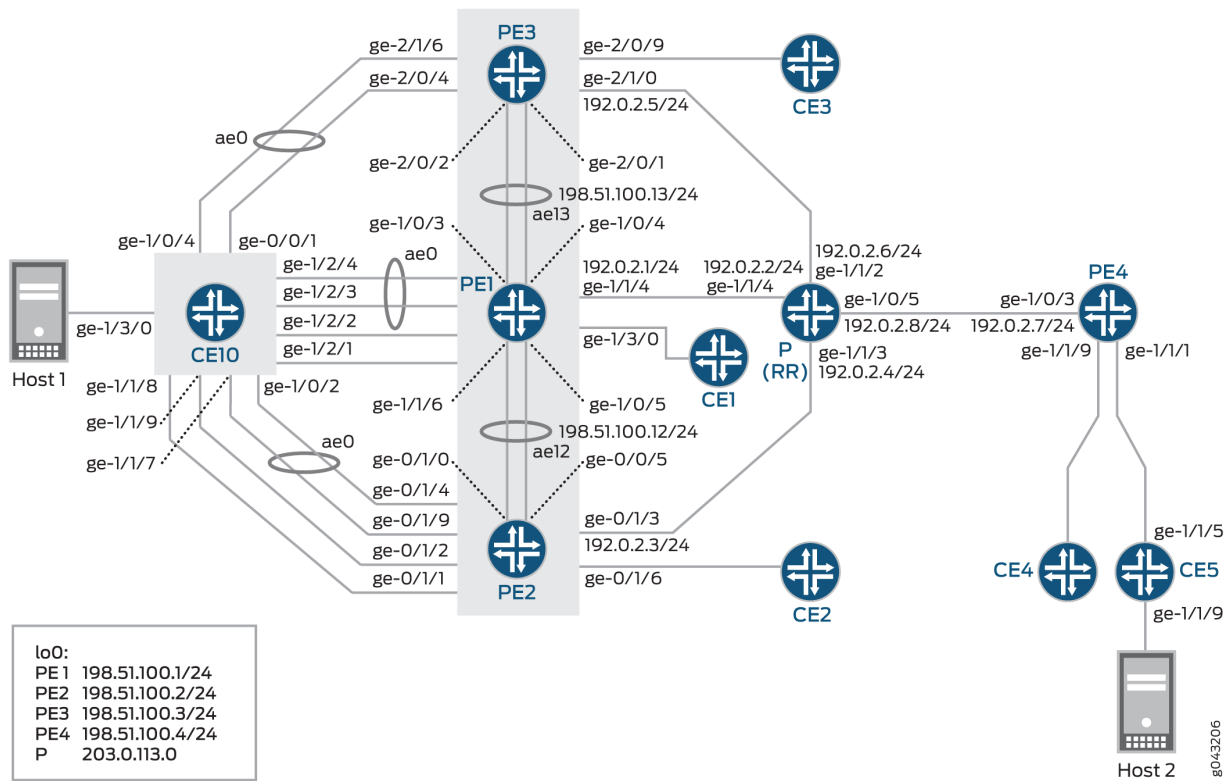 PE3
ge-2/1/6
ge-2/0/9
ge-2/0/4
ge-2/1/0
192.0.2.5/24
CE3
ae0
ge-2/0/2
ge-2/0/1
198.51.100.13/24
ae13
ge-1/0/3
ge-1/0/4
ge-1/0/4
ge-0/0/1
ae0
ge-1/2/4
ge-1/2/3
ge-1/2/2
ge-1/2/1
PE1
192.0.2.1/24
ge-1/1/4
192.0.2.2/24
ge-1/1/4
192.0.2.6/24
ge-1/1/2
ge-1/0/5
192.0.2.8/24
ge-1/0/3
192.0.2.7/24
PE4
ge-1/1/9
ge-1/1/1
ge-1/3/0
CE10
Host 1
ge-1/3/0
CE1
P
(RR)
ge-1/1/3
192.0.2.4/24
ge-1/1/8
ge-1/0/2
ge-1/1/9
ge-1/1/7
ge-1/1/6
ge-1/0/5
ae0
198.51.100.12/24
ae12
ge-0/1/0
ge-0/0/5
ge-0/1/4
ge-0/1/9
ge-0/1/2
ge-0/1/1
ge-0/1/3
192.0.2.3/24
ge-0/1/6
PE2
CE2
CE4
ge-1/1/5
CE5
ge-1/1/9
Host 2
lo0:
PE1 198.51.100.1/24
PE2 198.51.100.2/24
PE3 198.51.100.3/24
PE4 198.51.100.4/24
P 203.0.113.0
g043206